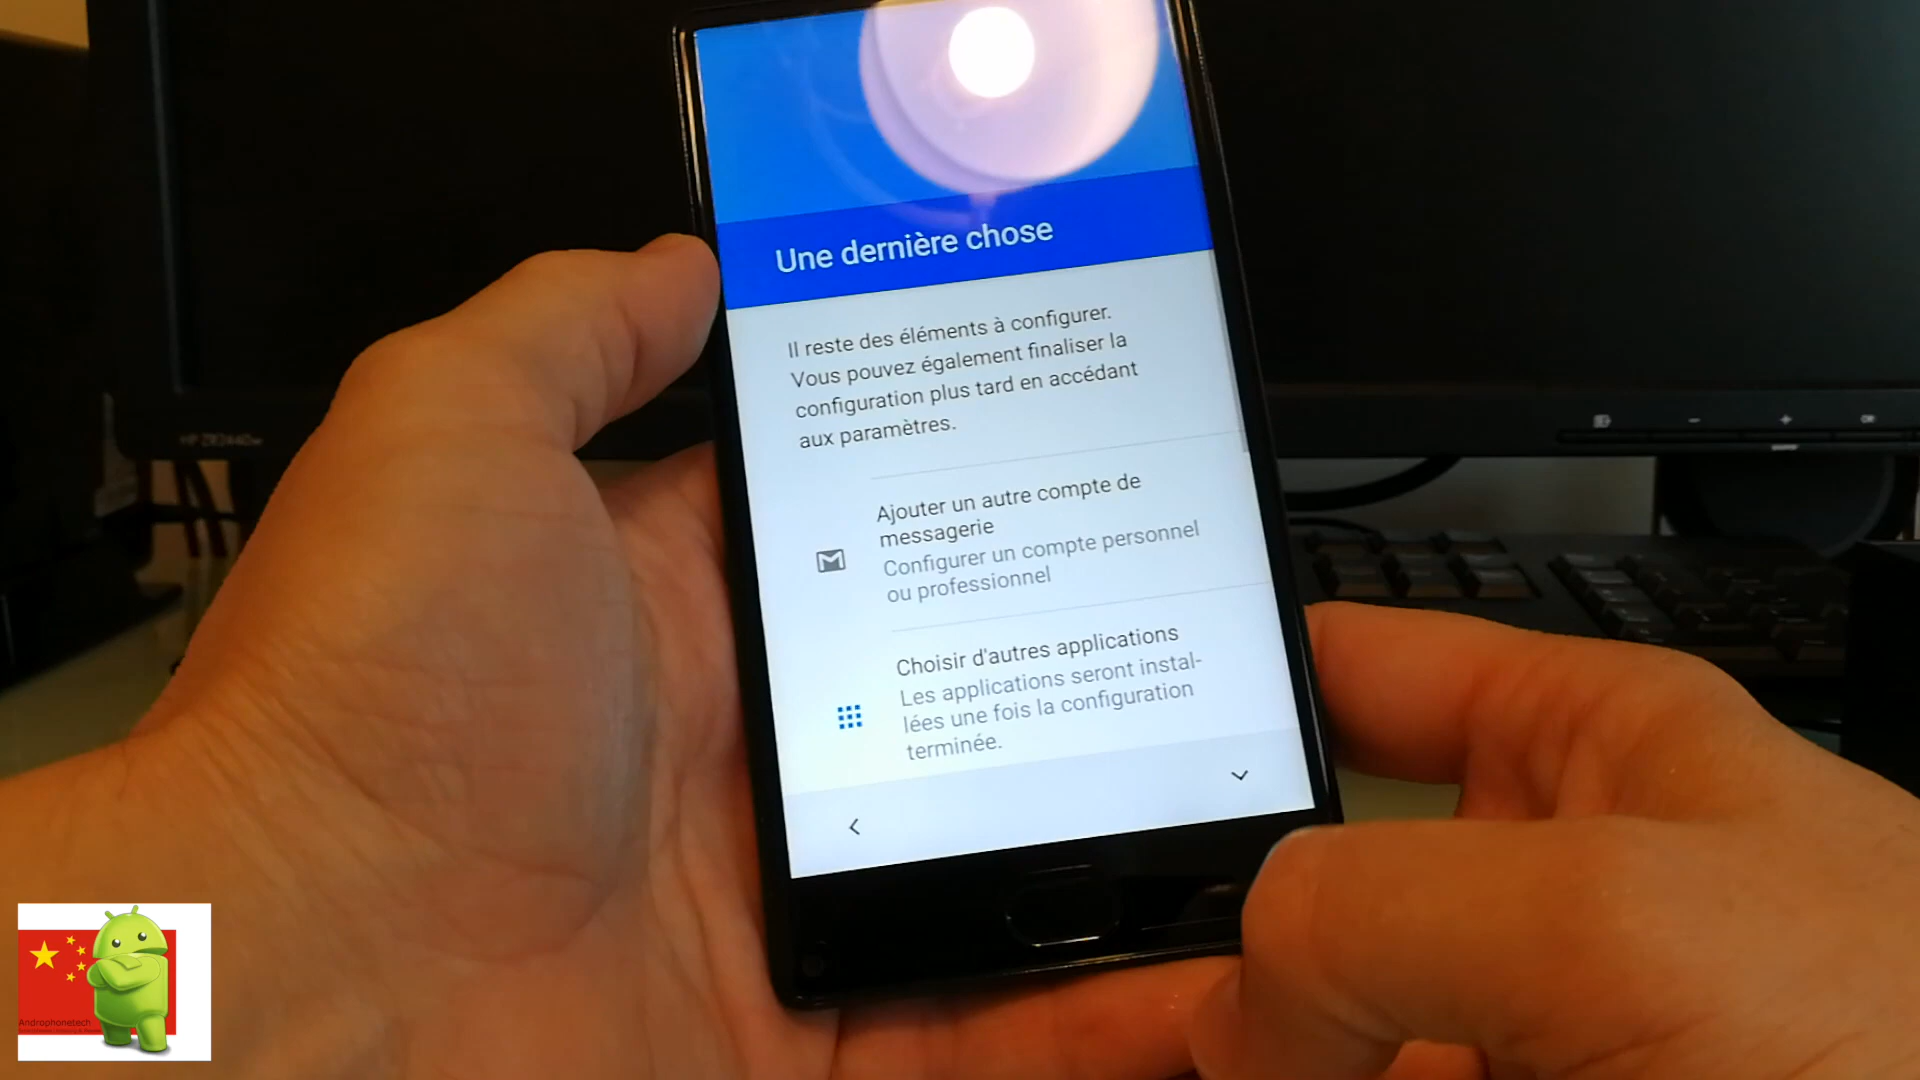 Une dernière chose
Il reste des éléments à configurer.
Vous pouvez également finaliser la
configuration plus tard en accédant
aux paramètres.
Ajouter un autre compte de
messagerie
Configurer un compte personnel
ou professionnel
Choisir d'autres applications
Les applications seront instal-
lées une fois la configuration
terminée.
Androphonetech